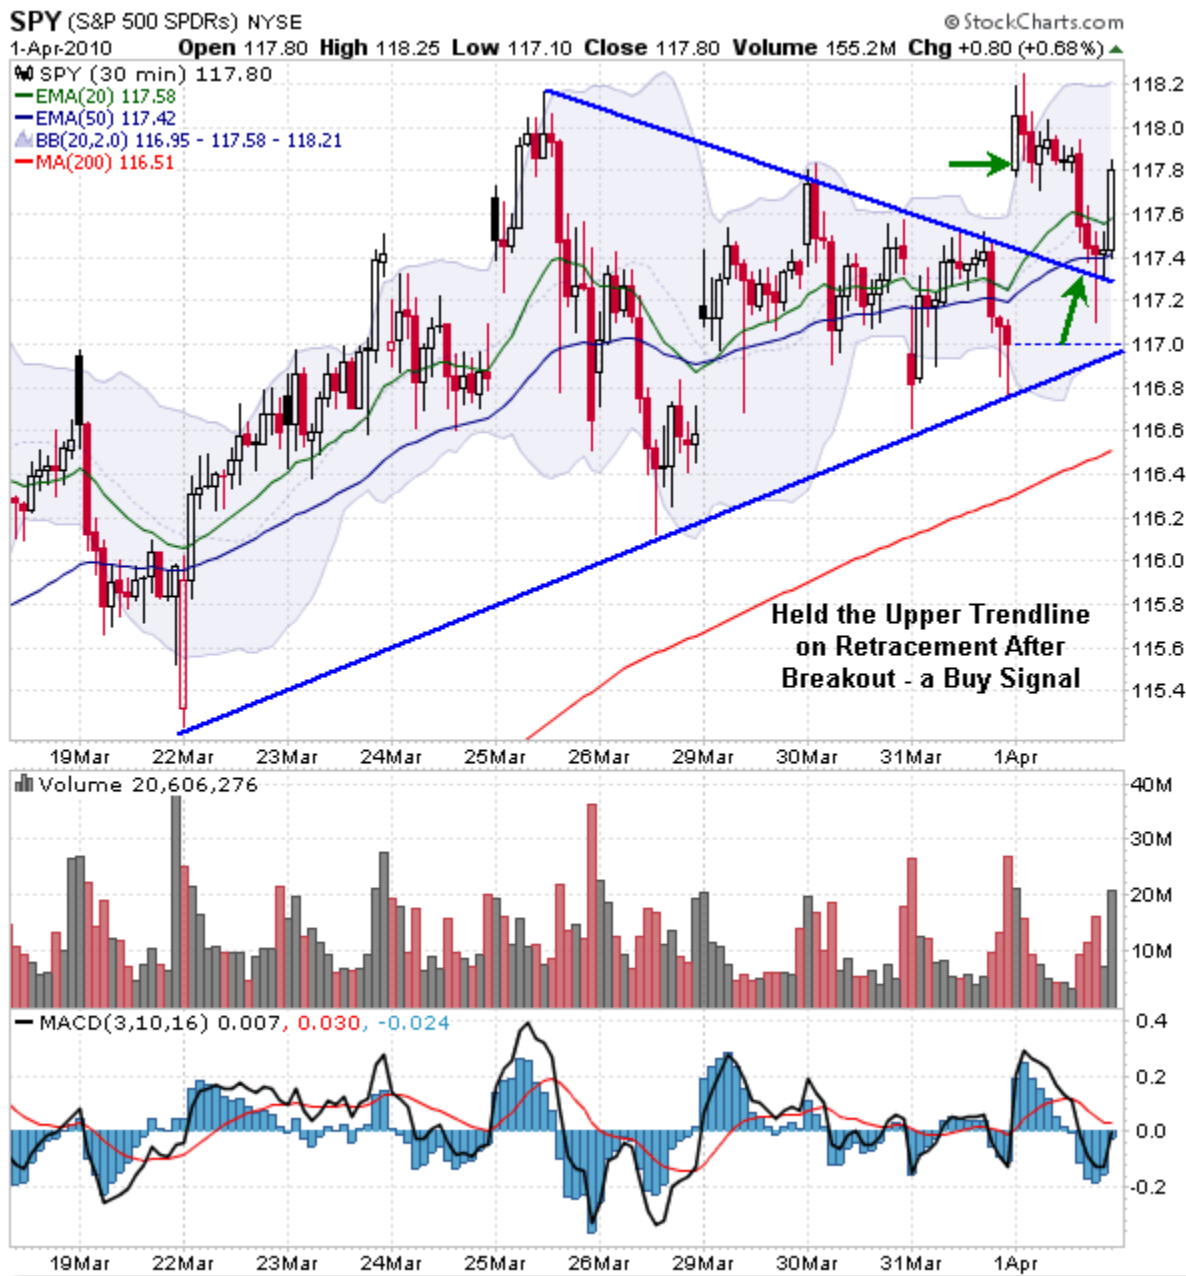 SPY (S&P 500 SPDRs) NYSE © StockCharts.com
1-Apr-2010 Open 117.80 High 118.25 Low 117.10 Close 117.80 Volume 155.2M Chg +0.80 (+0.68%)
SPY (30 min) 117.80
EMA(20) 117.58
EMA(50) 117.42
BB(20,2.0) 116.95 - 117.58 - 118.21
MA(200) 116.51
118.2
118.0
117.8
117.6
117.4
117.2
117.0
116.8
116.6
116.4
116.2
116.0
115.8
115.6
115.4
Held the Upper Trendline
on Retracement After
Breakout - a Buy Signal
19Mar 22Mar 23Mar 24Mar 25Mar 26Mar 29Mar 30Mar 31Mar 1Apr
Volume 20,606,276
40M
30M
20M
10M
MACD(3,10,16) 0.007, 0.030, -0.024
0.4
0.2
0.0
-0.2
19Mar 22Mar 23Mar 24Mar 25Mar 26Mar 29Mar 30Mar 31Mar 1Apr